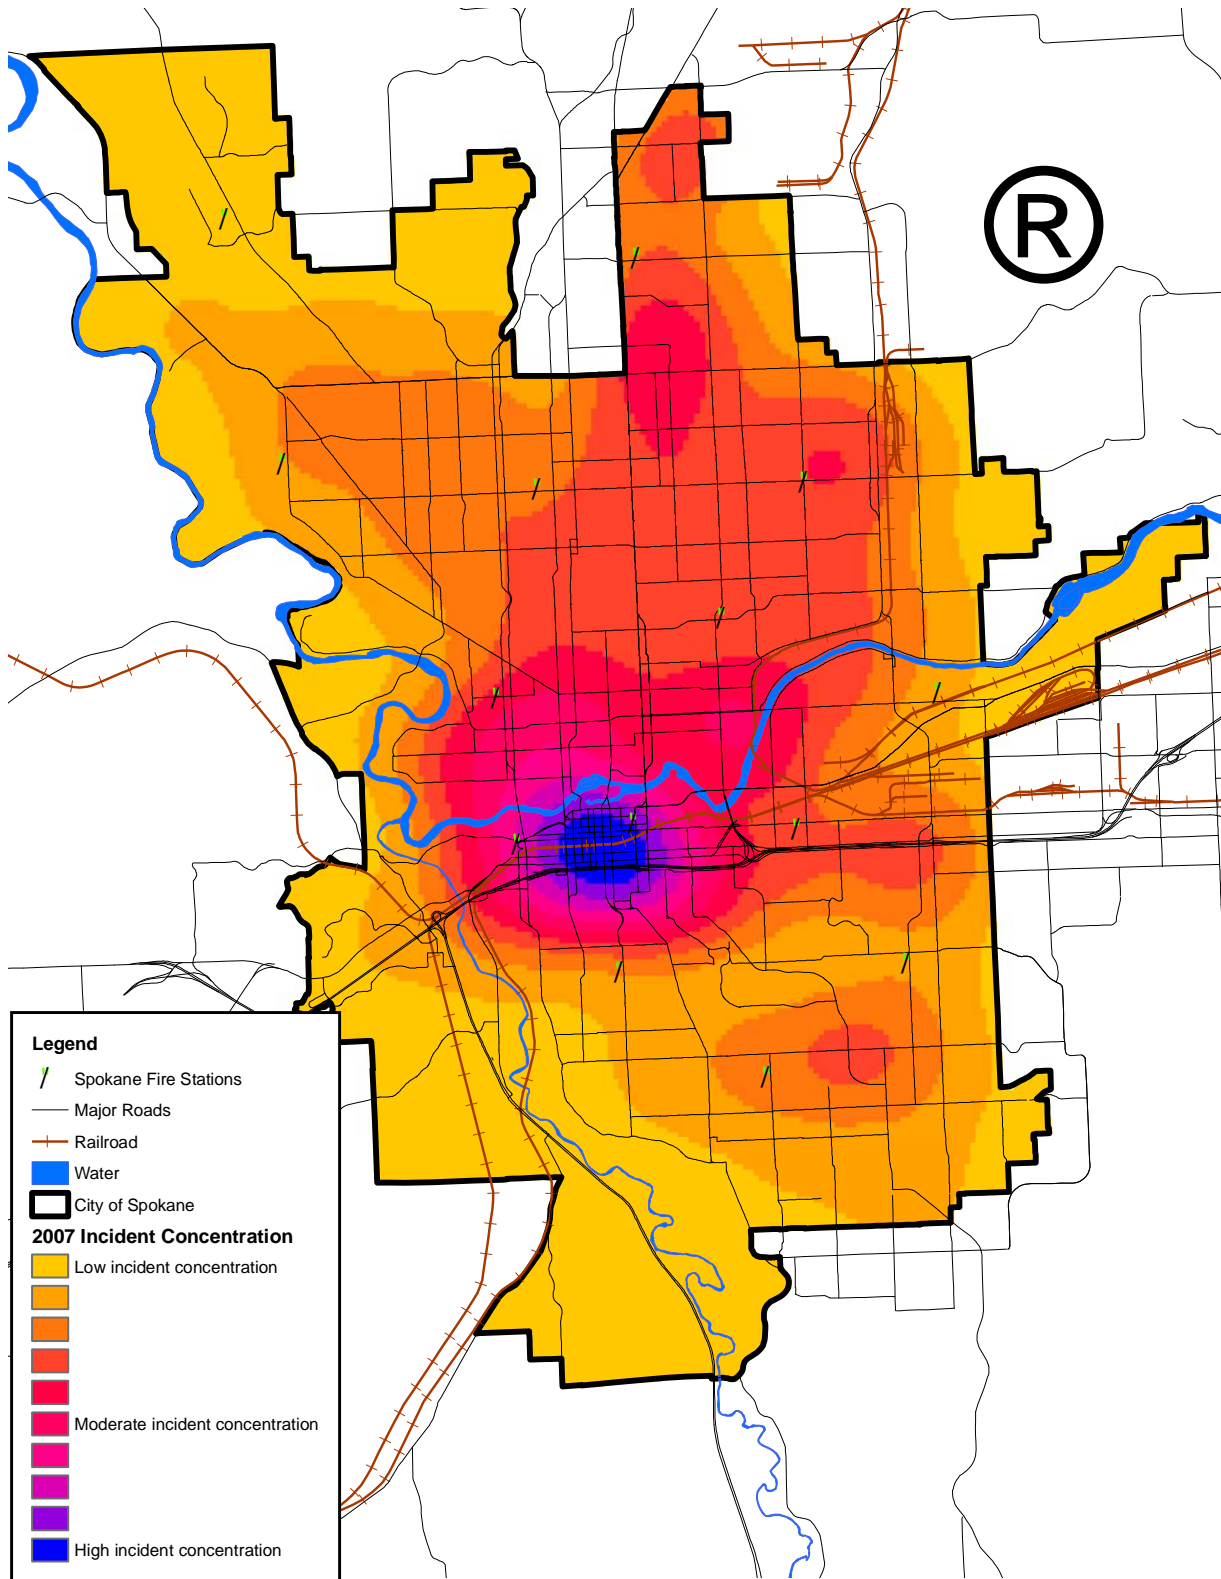 R
Legend
Spokane Fire Stations
Major Roads
Railroad
Water
City of Spokane
2007 Incident Concentration
Low incident concentration
Moderate incident concentration
High incident concentration